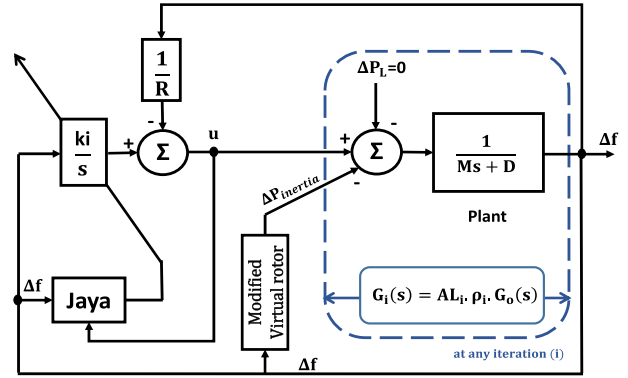 1
R
ΔP_L=0
-
-
ki
s
+
Σ
u
+
Σ
-
1
Ms + D
Δf
Plant
ΔP_inertia
Modified
Virtual rotor
Δf
Jaya
G_i(s) = AL_i. ρ_i. G_o(s)
Δf
at any iteration (i)